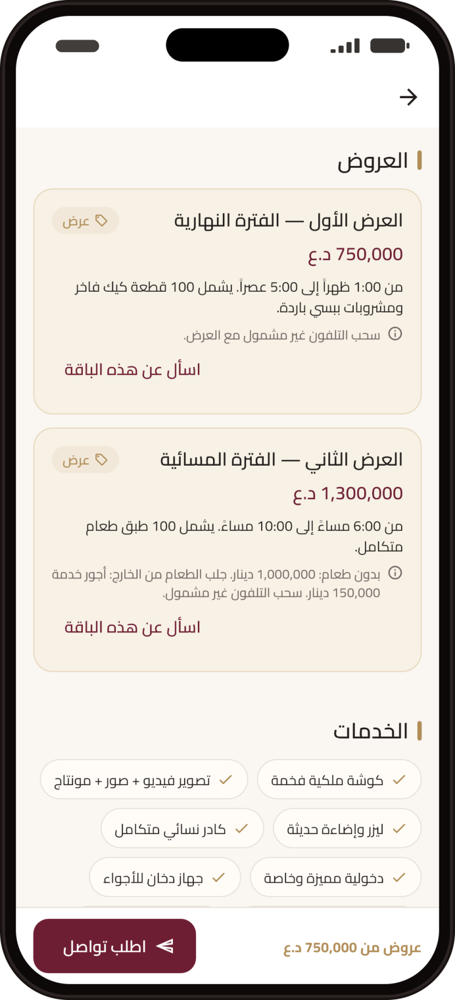 العروض
العرض الأول — الفترة النهارية
عرض
750,000 د.ع
من 1:00 ظهراً إلى 5:00 عصراً. يشمل 100 قطعة كيك فاخر
ومشروبات ببسي باردة.
سحب التلفون غير مشمول مع العرض.
اسأل عن هذه الباقة
العرض الثاني — الفترة المسائية
عرض
1,300,000 د.ع
من 6:00 مساءً إلى 10:00 مساءً. يشمل 100 طبق طعام
متكامل.
بدون طعام: 1,000,000 دينار. جلب الطعام من الخارج: أجور خدمة
150,000 دينار. سحب التلفون غير مشمول.
اسأل عن هذه الباقة
الخدمات
كوشة ملكية فخمة
تصوير فيديو + صور + مونتاج
ليزر وإضاءة حديثة
كادر نسائي متكامل
دخولية مميزة وخاصة
جهاز دخان للأجواء
عروض من 750,000 د.ع
اطلب تواصل